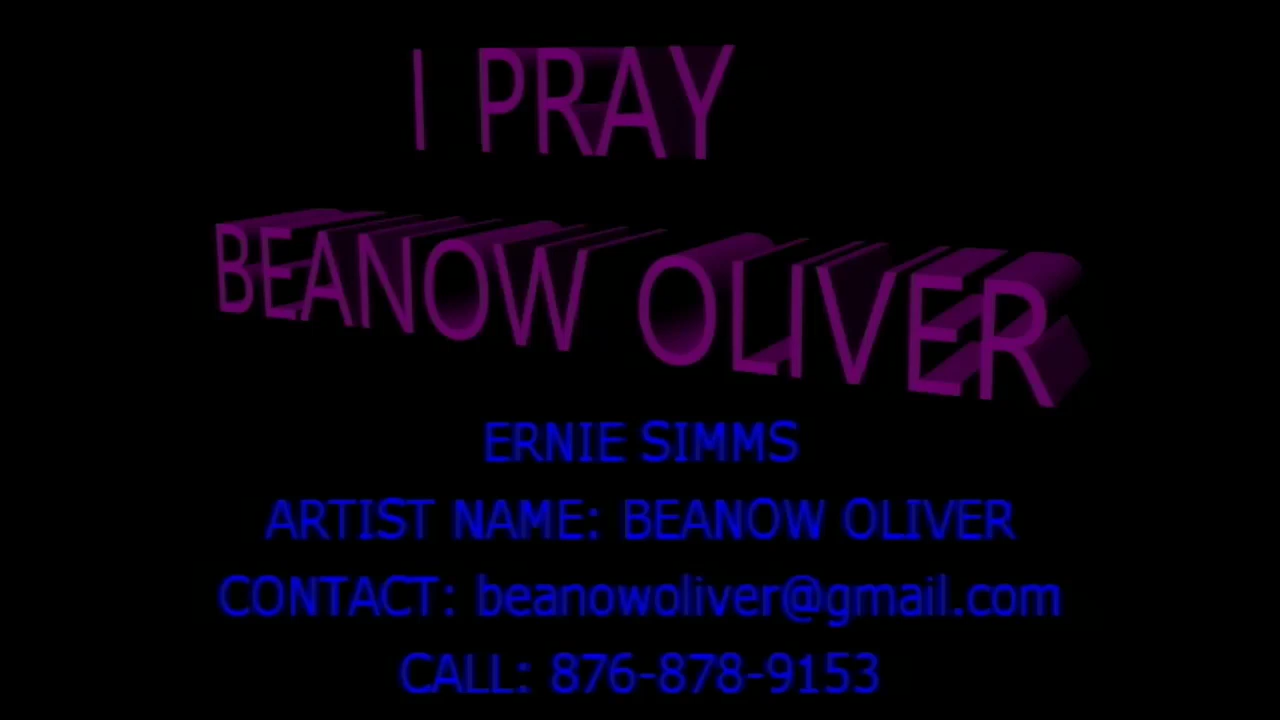 I PRAY
BEANOW OLIVER
ERNIE SIMMS
ARTIST NAME: BEANOW OLIVER
CONTACT: beanowoliver@gmail.com
CALL: 876-878-9153